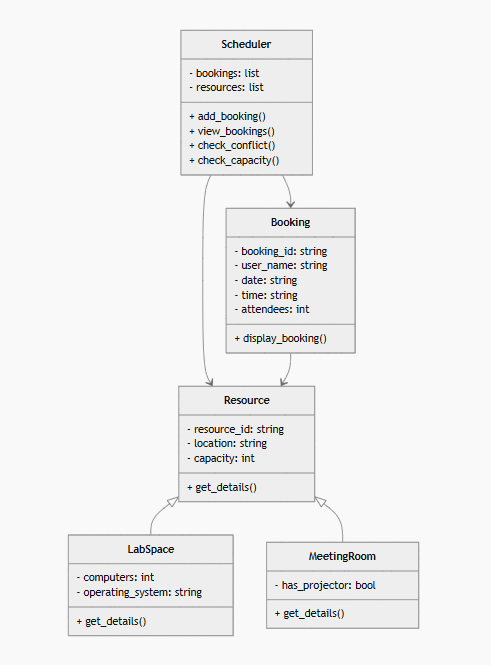 Scheduler
- bookings: list
- resources: list
+ add_booking()
+ view_bookings()
+ check_conflict()
+ check_capacity()
Booking
- booking_id: string
- user_name: string
- date: string
- time: string
- attendees: int
+ display_booking()
Resource
- resource_id: string
- location: string
- capacity: int
+ get_details()
LabSpace
- computers: int
- operating_system: string
+ get_details()
MeetingRoom
- has_projector: bool
+ get_details()